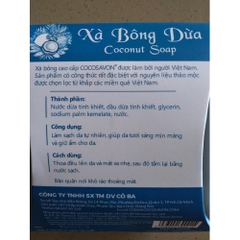 Xà Bông Dừa
Coconut Soap
Xà bông cao cấp COCOSAVON® được làm bởi người Việt Nam.
Sản phẩm có công thức rất đặc biệt với nguyên liệu thảo mộc
được chọn lọc từ khắp các miền quê Việt Nam.
Thành phần:
Nước dừa tinh khiết, dầu dừa tinh khiết, glycerin,
sodium palm kernelate, nước.
Công dụng:
Làm sạch da tự nhiên, giúp da tươi sáng mịn màng
và giữ ẩm cho da.
Cách dùng:
Thoa đều lên da và mát xa nhẹ, sau đó tắm lại bằng
nước sạch.
Bảo quản nơi khô ráo thoáng mát.
CÔNG TY TNHH SX TM DV CÔ BA